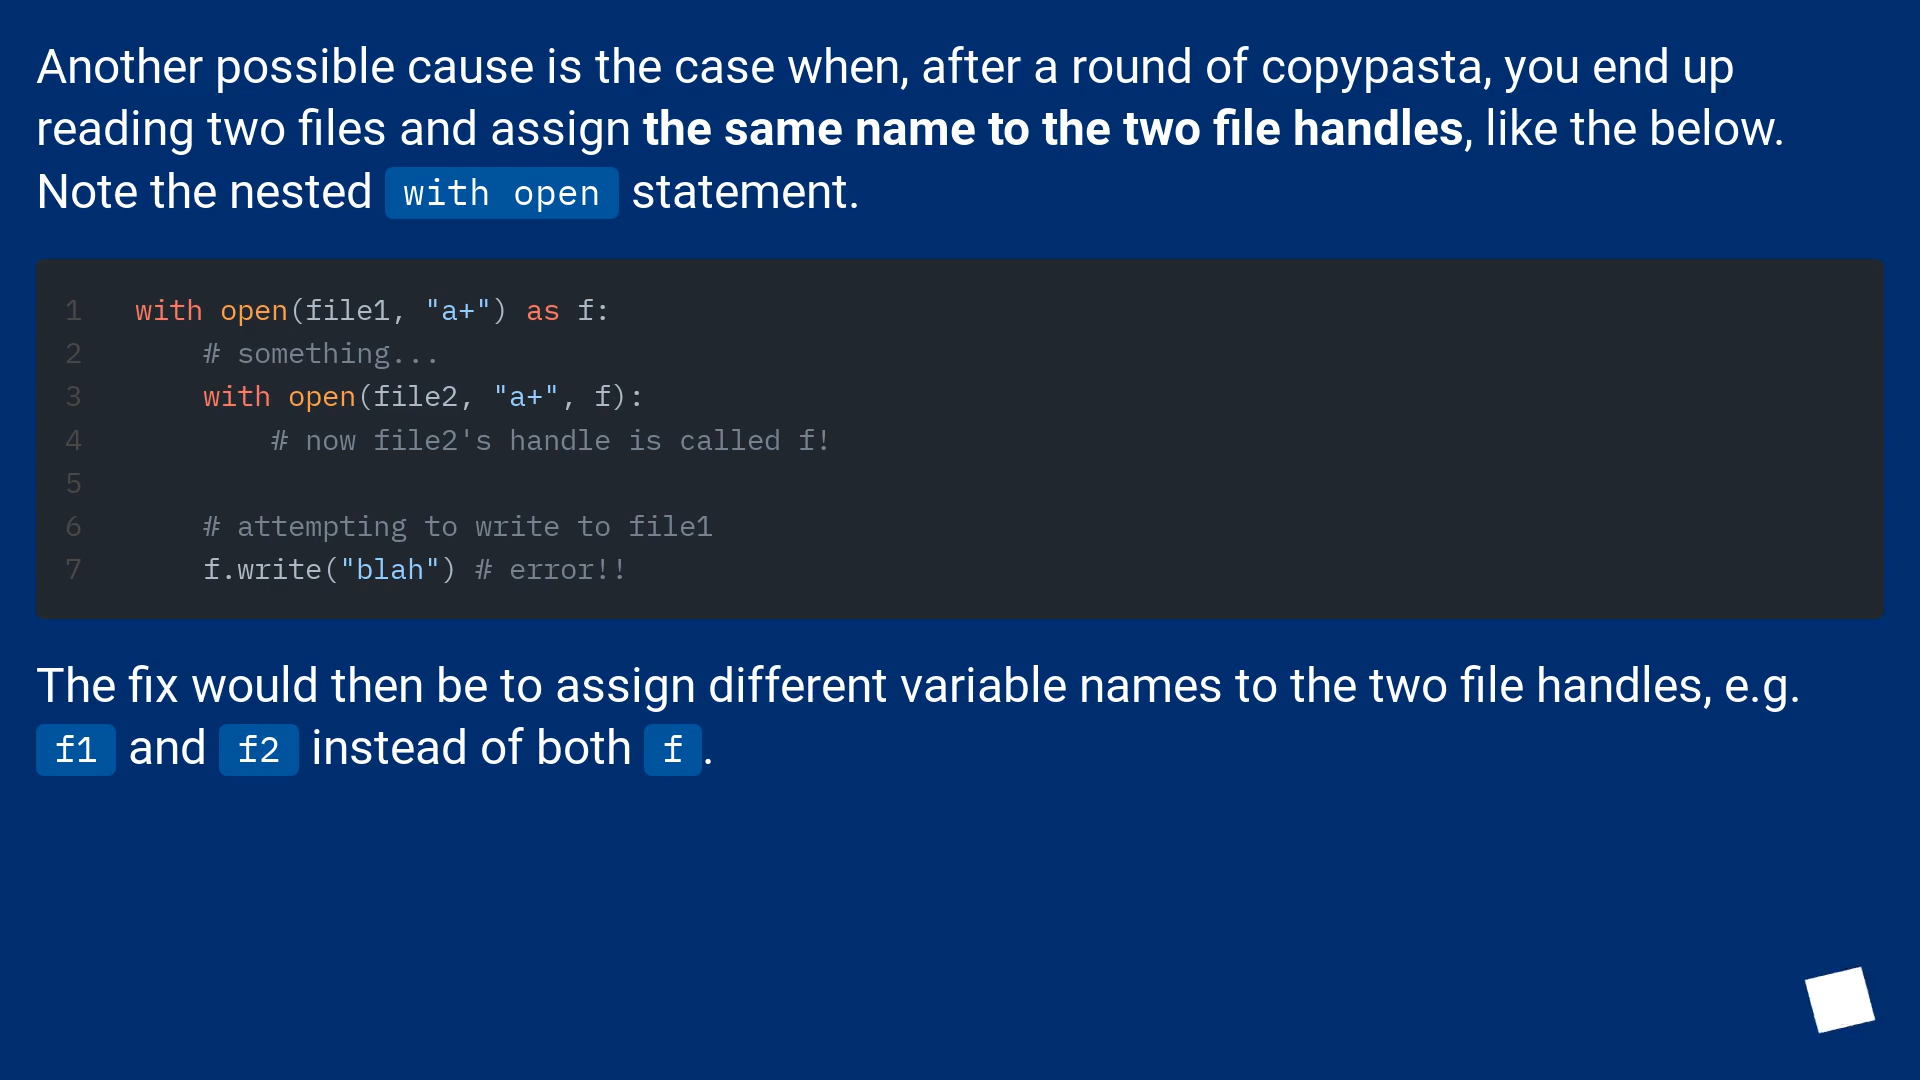 Another possible cause is the case when, after a round of copypasta, you end up
reading two files and assign the same name to the two file handles, like the below.
Note the nested with open statement.
1 with open(file1, "a+") as f:
2 # something...
3 with open(file2, "a+", f):
4 # now file2's handle is called f!
5
6 # attempting to write to file1
7 f.write("blah") # error!!
The fix would then be to assign different variable names to the two file handles, e.g.
f1 and f2 instead of both f.